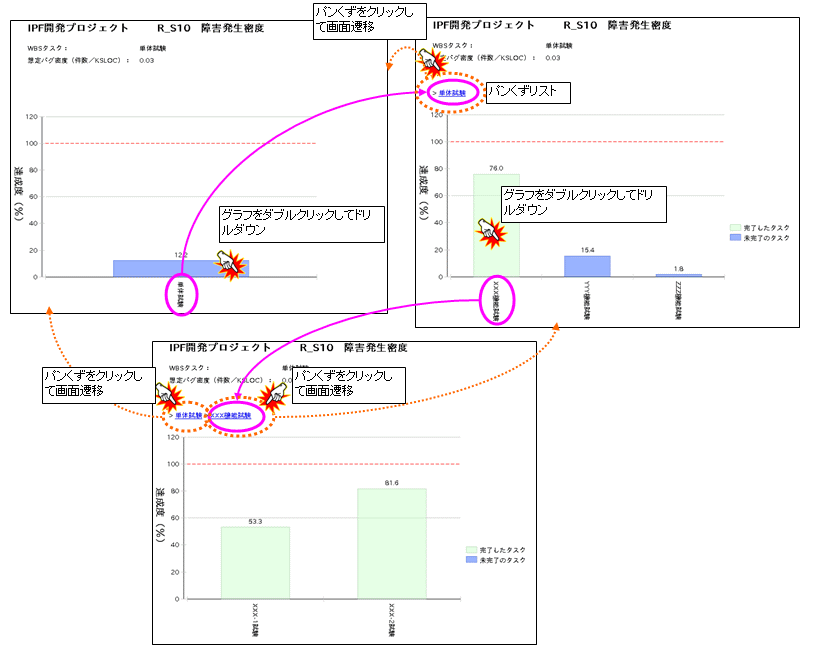 IPF開発プロジェクト R_S10 障害発生密度
WBSタスク： 単体試験
想定バグ密度（件数／KSLOC）： 0.03
120
100
80
60
40
20
0
達成度（%）
12.2
単体試験
グラフをダブルクリックしてド
リルダウン
パンくずをクリックし
て画面遷移
IPF開発プロジェクト R_S10 障害発生密度
WBSタスク： 単体試験
想定バグ密度（件数／KSLOC）： 0.03
> 単体試験
パンくずリスト
120
100
80
60
40
20
0
達成度（%）
76.0
15.4
1.8
XXX機能試験
YYY機能試験
ZZZ機能試験
グラフをダブルクリックしてドリ
ルダウン
完了したタスク
未完了のタスク
IPF開発プロジェクト R_S10 障害発生密度
WBSタスク： 単体試験
想定バグ密度（件数／KSLOC）： 0.0
パンくずをクリックし
て画面遷移
パンくずをクリックし
て画面遷移
> 単体試験 XXX機能試験
120
100
80
60
40
20
0
達成度（%）
53.3
81.6
XXX-1試験
XXX-2試験
完了したタスク
未完了のタスク